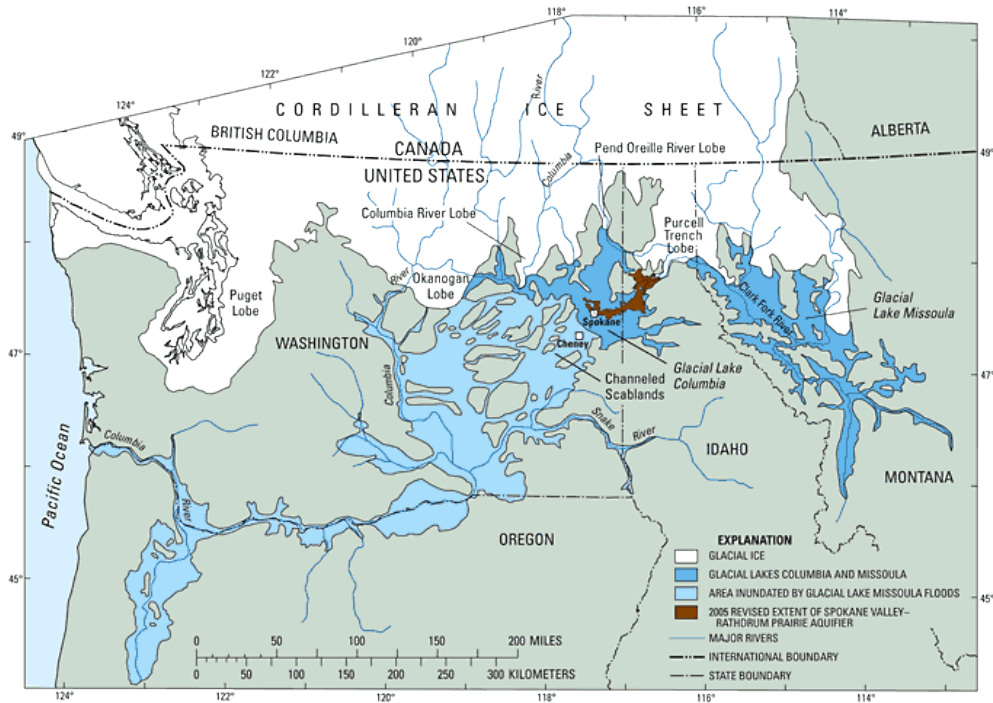 118°
116°
114°
120°
122°
124°
49°
CORDILLERAN ICE SHEET
River
BRITISH COLUMBIA
ALBERTA
CANADA
49°
UNITED STATES
Pend Oreille River Lobe
Columbia
Columbia River Lobe
Purcell
Trench
Lobe
River
Okanogan
Lobe
Puget
Lobe
Clark Fork River
Glacial
Lake Missoula
Spokane
WASHINGTON
Cheney
47°
Glacial Lake
Columbia
Channeled
Scablands
47°
Columbia
Snake
River
Columbia
IDAHO
Pacific Ocean
MONTANA
River
OREGON
EXPLANATION
GLACIAL ICE
GLACIAL LAKES COLUMBIA AND MISSOULA
AREA INUNDATED BY GLACIAL LAKE MISSOULA FLOODS
2005 REVISED EXTENT OF SPOKANE VALLEY–
RATHDRUM PRAIRIE AQUIFIER
MAJOR RIVERS
INTERNATIONAL BOUNDARY
STATE BOUNDARY
45°
45°
0 50 100 150 200 MILES
0 50 100 150 200 250 300 KILOMETERS
124°
122°
120°
118°
116°
114°